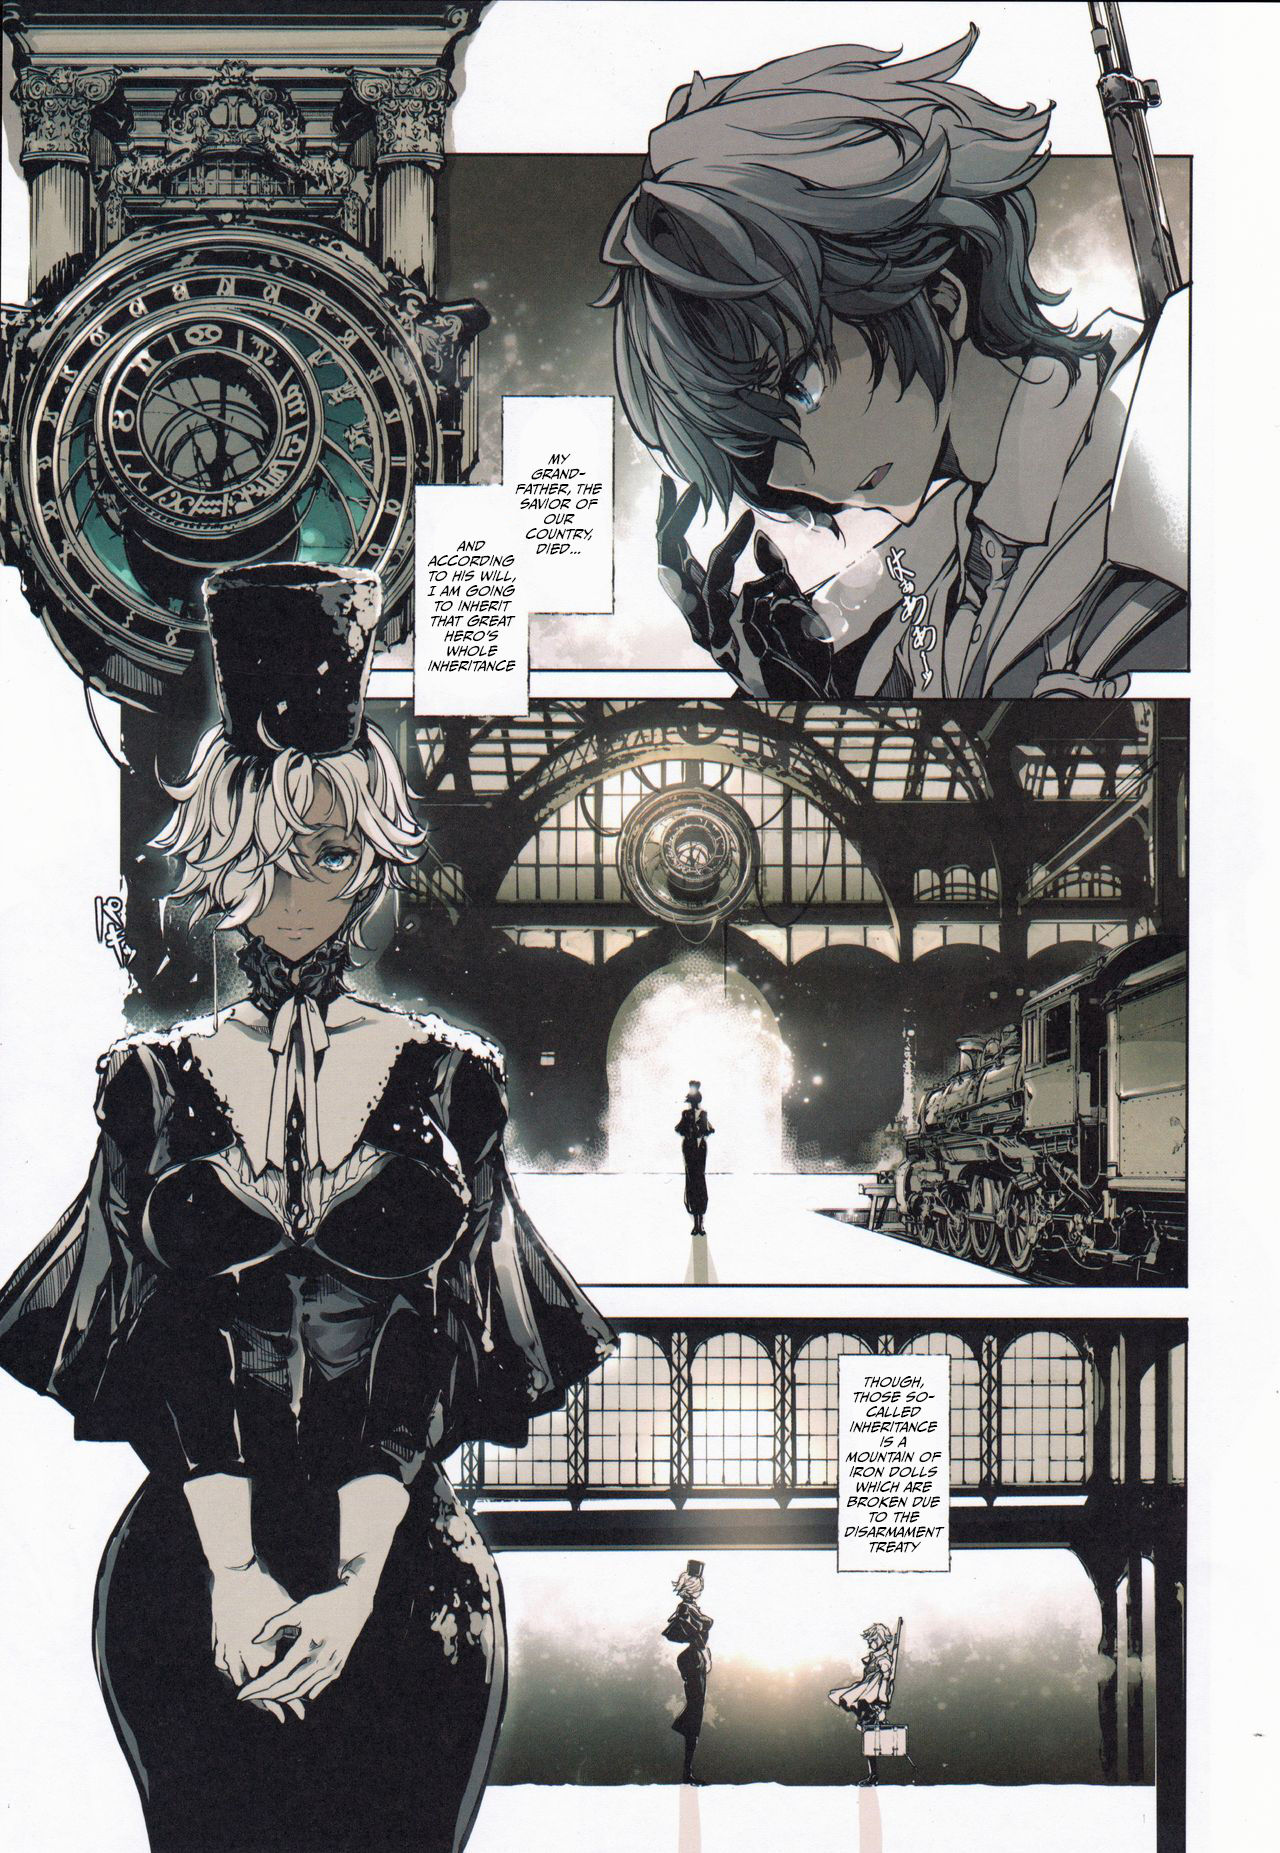 MY
GRAND-
FATHER, THE
SAVIOR OF
OUR
COUNTRY,
DIED...
AND
ACCORDING
TO HIS WILL,
I AM GOING
TO INHERIT
THAT GREAT
HERO'S
WHOLE
INHERITANCE
THOUGH,
THOSE SO-
CALLED
INHERITANCE
IS A
MOUNTAIN OF
IRON DOLLS
WHICH ARE
BROKEN DUE
TO THE
DISARMAMENT
TREATY